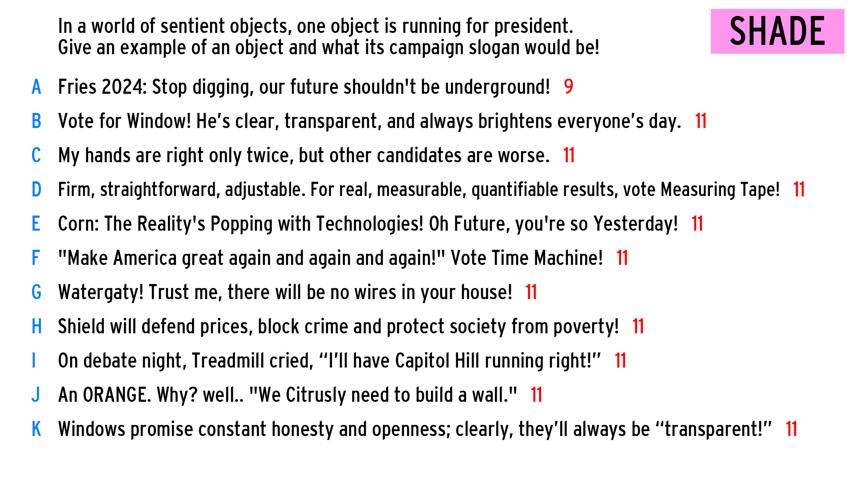 In a world of sentient objects, one object is running for president.
Give an example of an object and what its campaign slogan would be!
SHADE
A Fries 2024: Stop digging, our future shouldn't be underground! 9
B Vote for Window! He’s clear, transparent, and always brightens everyone’s day. 11
C My hands are right only twice, but other candidates are worse. 11
D Firm, straightforward, adjustable. For real, measurable, quantifiable results, vote Measuring Tape! 11
E Corn: The Reality's Popping with Technologies! Oh Future, you're so Yesterday! 11
F "Make America great again and again and again!" Vote Time Machine! 11
G Watergaty! Trust me, there will be no wires in your house! 11
H Shield will defend prices, block crime and protect society from poverty! 11
I On debate night, Treadmill cried, “I’ll have Capitol Hill running right!” 11
J An ORANGE. Why? well.. "We Citrusly need to build a wall." 11
K Windows promise constant honesty and openness; clearly, they’ll always be “transparent!” 11